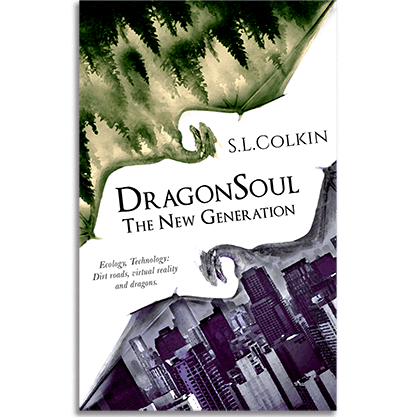 S.L.COLKIN
DRAGONSOUL
THE NEW GENERATION
Ecology, Technology:
Dirt roads, virtual reality
and dragons.